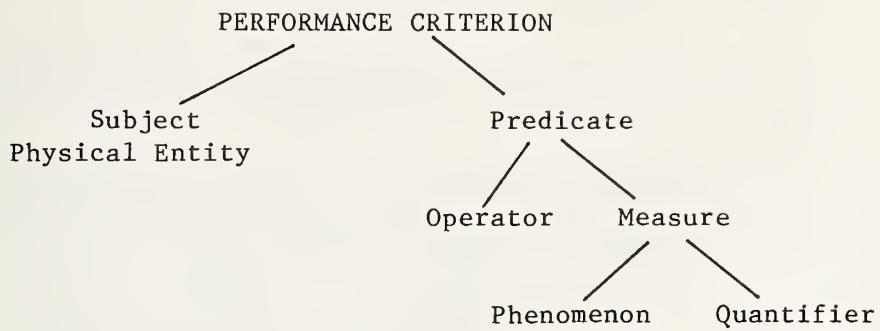 PERFORMANCE CRITERION
Subject
Physical Entity
Predicate
Operator
Measure
Phenomenon
Quantifier